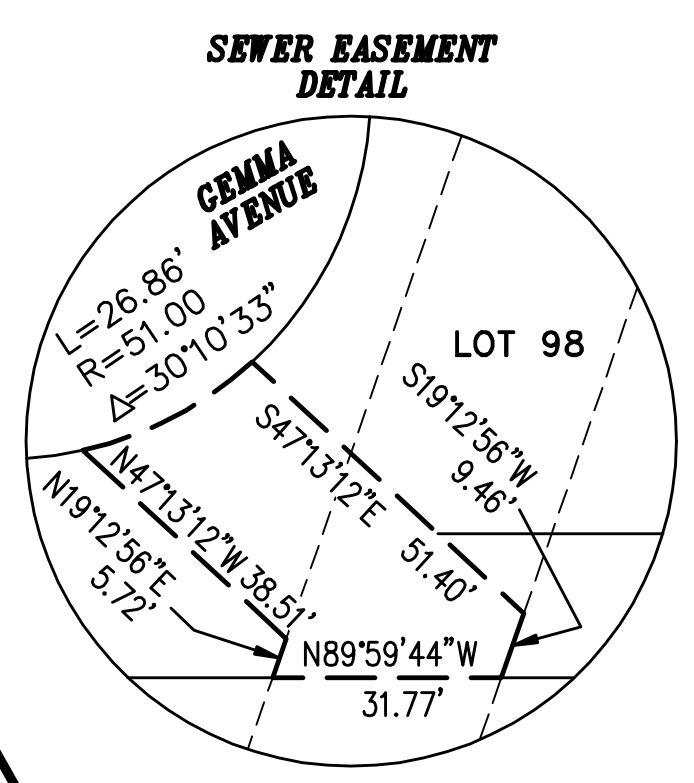 SEWER EASEMENT
DETAIL
GEMMA
AVENUE
L=26.86'
R=51.00
Δ=30°10'33"
LOT 98
S19°12'56"W
9.46'
S47°13'12"E
51.40'
N47°13'12"W 38.51'
N19°12'56"E
5.72'
N89°59'44"W
31.77'